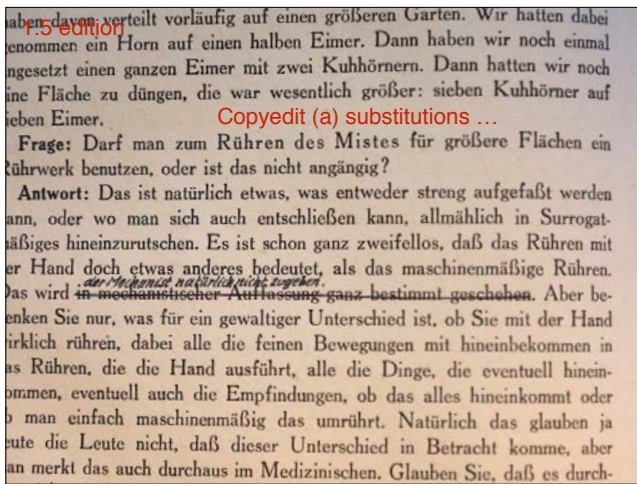 haben davon verteilt vorläufig auf einen größeren Garten. Wir hatten dabei
r.5 edition
genommen ein Horn auf einen halben Eimer. Dann haben wir noch einmal
angesetzt einen ganzen Eimer mit zwei Kuhhörnern. Dann hatten wir noch
eine Fläche zu düngen, die war wesentlich größer: sieben Kuhhörner auf
sieben Eimer.
Copyedit (a) substitutions ...
Frage: Darf man zum Rühren des Mistes für größere Flächen ein
Rührwerk benutzen, oder ist das nicht angängig?
Antwort: Das ist natürlich etwas, was entweder streng aufgefaßt werden
kann, oder wo man sich auch entschließen kann, allmählich in Surrogat-
mäßiges hineinzurutschen. Es ist schon ganz zweifellos, daß das Rühren mit
der Hand doch etwas anderes bedeutet, als das maschinenmäßige Rühren.
der Mechanist natürlich nicht zugeben.
Das wird in mechanistischer Auffassung ganz bestimmt geschehen. Aber be-
denken Sie nur, was für ein gewaltiger Unterschied ist, ob Sie mit der Hand
wirklich rühren, dabei alle die feinen Bewegungen mit hineinbekommen in
das Rühren, die die Hand ausführt, alle die Dinge, die eventuell hinein-
kommen, eventuell auch die Empfindungen, ob das alles hineinkommt oder
ob man einfach maschinenmäßig das umrührt. Natürlich das glauben ja
heute die Leute nicht, daß dieser Unterschied in Betracht komme, aber
man merkt das auch durchaus im Medizinischen. Glauben Sie, daß es durch-